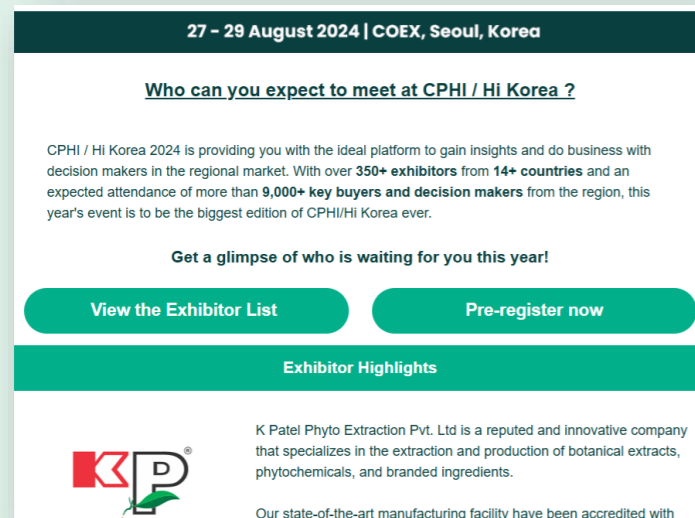 27 – 29 August 2024 | COEX, Seoul, Korea
Who can you expect to meet at CPHI / Hi Korea ?
CPHI / Hi Korea 2024 is providing you with the ideal platform to gain insights and do business with
decision makers in the regional market. With over 350+ exhibitors from 14+ countries and an
expected attendance of more than 9,000+ key buyers and decision makers from the region, this
year's event is to be the biggest edition of CPHI/Hi Korea ever.
Get a glimpse of who is waiting for you this year!
View the Exhibitor List
Pre-register now
Exhibitor Highlights
KP®
K Patel Phyto Extraction Pvt. Ltd is a reputed and innovative company
that specializes in the extraction and production of botanical extracts,
phytochemicals, and branded ingredients.
Our state-of-the-art manufacturing facility have been accredited with